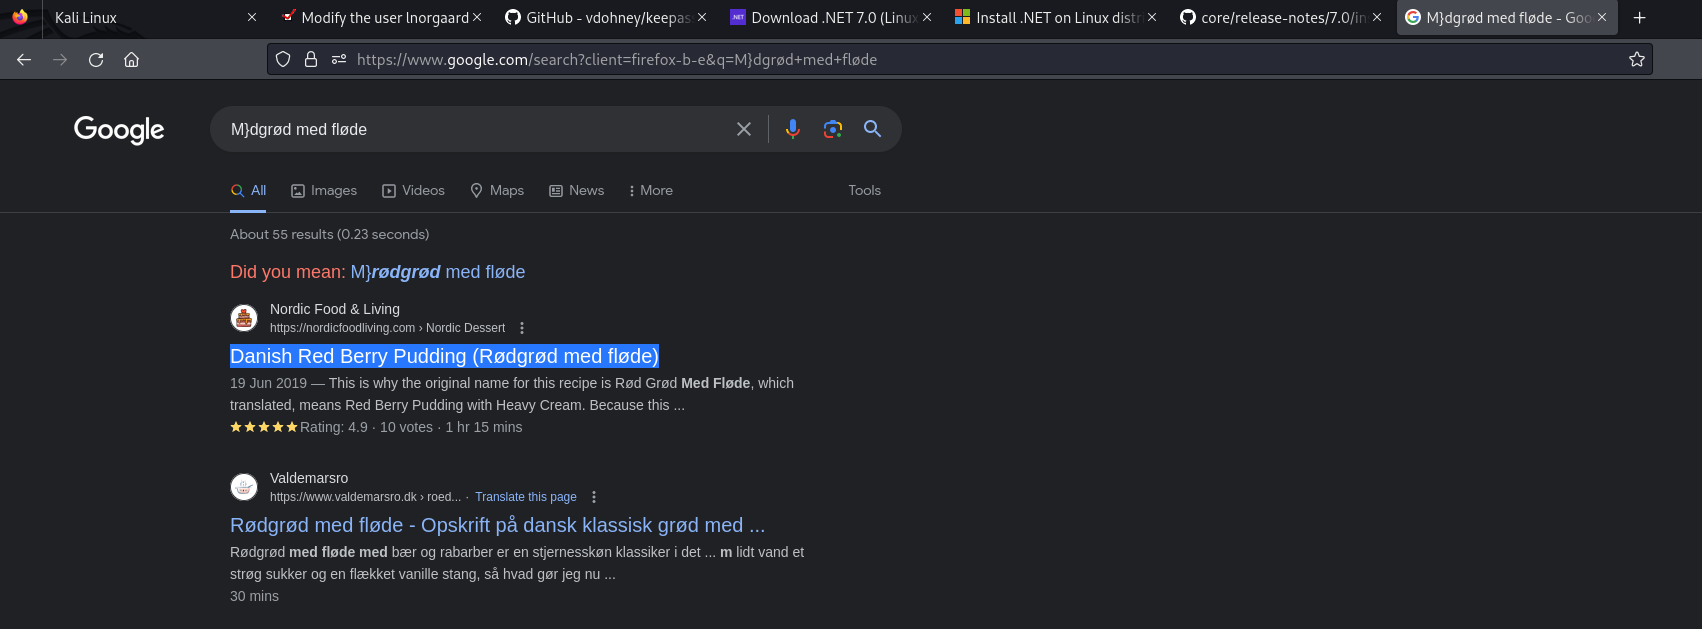 Kali Linux
Modify the user lnorgaard
GitHub - vdohney/keepas
Download .NET 7.0 (Linux
Install .NET on Linux distr
core/release-notes/7.0/in
M}dgrød med fløde - Goo
https://www.google.com/search?client=firefox-b-e&q=M}dgrød+med+fløde
Google
M}dgrød med fløde
All
Images
Videos
Maps
News
More
Tools
About 55 results (0.23 seconds)
Did you mean: M}rødgrød med fløde
Nordic Food & Living
https://nordicfoodliving.com › Nordic Dessert
Danish Red Berry Pudding (Rødgrød med fløde)
19 Jun 2019 — This is why the original name for this recipe is Rød Grød Med Fløde, which
translated, means Red Berry Pudding with Heavy Cream. Because this ...
Rating: 4.9 · 10 votes · 1 hr 15 mins
Valdemarsro
https://www.valdemarsro.dk › roed... · Translate this page
Rødgrød med fløde - Opskrift på dansk klassisk grød med ...
Rødgrød med fløde med bær og rabarber er en stjernesskøn klassiker i det ... m lidt vand et
strøg sukker og en flækket vanille stang, så hvad gør jeg nu ...
30 mins